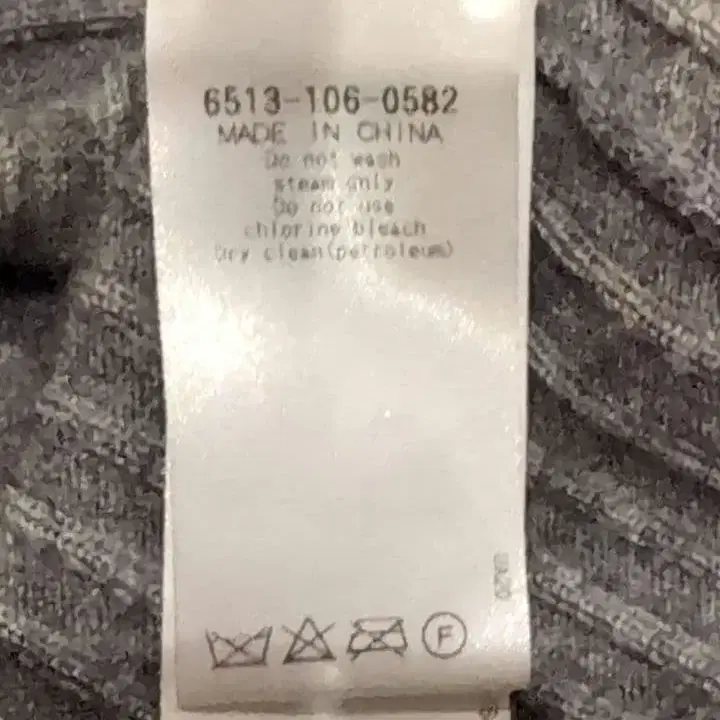 6513-106-0582
MADE IN CHINA
Do not wash
steam only
Do not use
chlorine bleach
Dry clean(petroleum)
F